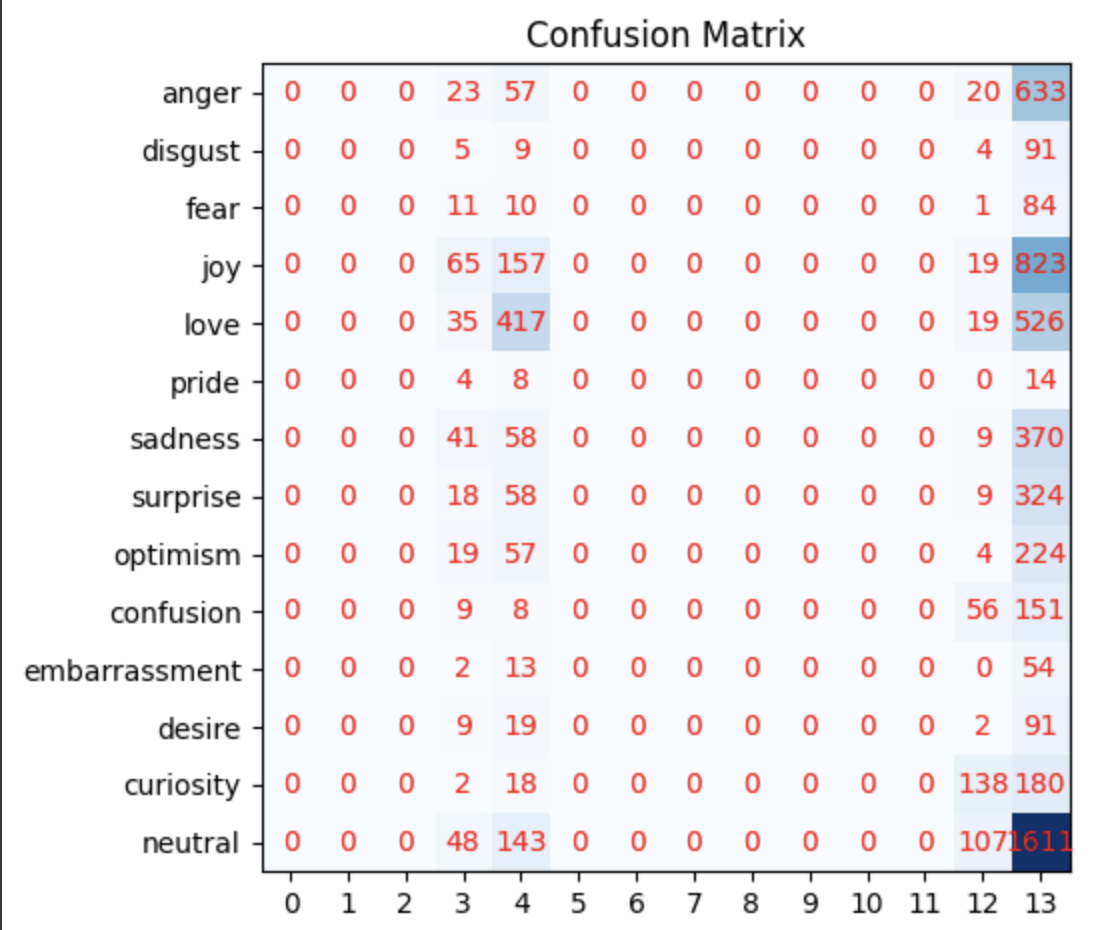 Confusion Matrix
anger 0 0 0 23 57 0 0 0 0 0 0 0 20 633
disgust 0 0 0 5 9 0 0 0 0 0 0 0 4 91
fear 0 0 0 11 10 0 0 0 0 0 0 0 1 84
joy 0 0 0 65 157 0 0 0 0 0 0 0 19 823
love 0 0 0 35 417 0 0 0 0 0 0 0 19 526
pride 0 0 0 4 8 0 0 0 0 0 0 0 0 14
sadness 0 0 0 41 58 0 0 0 0 0 0 0 9 370
surprise 0 0 0 18 58 0 0 0 0 0 0 0 9 324
optimism 0 0 0 19 57 0 0 0 0 0 0 0 4 224
confusion 0 0 0 9 8 0 0 0 0 0 0 0 56 151
embarrassment 0 0 0 2 13 0 0 0 0 0 0 0 0 54
desire 0 0 0 9 19 0 0 0 0 0 0 0 2 91
curiosity 0 0 0 2 18 0 0 0 0 0 0 0 138 180
neutral 0 0 0 48 143 0 0 0 0 0 0 0 107 1611
0 1 2 3 4 5 6 7 8 9 10 11 12 13